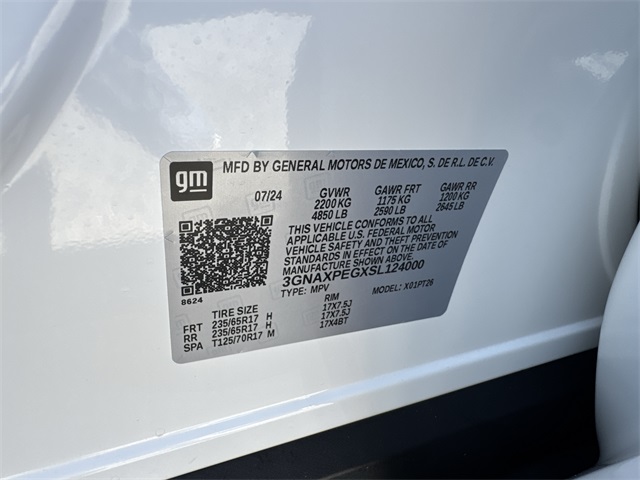 gm
MFD BY GENERAL MOTORS DE MEXICO, S. DE R.L. DE C.V.
07/24 GVWR GAWR FRT GAWR RR
2200 KG 1175 KG 1200 KG
4850 LB 2590 LB 2645 LB
THIS VEHICLE CONFORMS TO ALL
APPLICABLE U.S. FEDERAL MOTOR
VEHICLE SAFETY AND THEFT PREVENTION
STANDARDS IN EFFECT ON THE DATE OF
MANUFACTURE SHOWN ABOVE.
3GNAXPEGXSL124000
8624 TYPE: MPV MODEL: X01PT26
TIRE SIZE RIM
FRT 235/65R17 H 17X7.5J
RR 235/65R17 H 17X7.5J
SPA T125/70R17 M 17X4BT